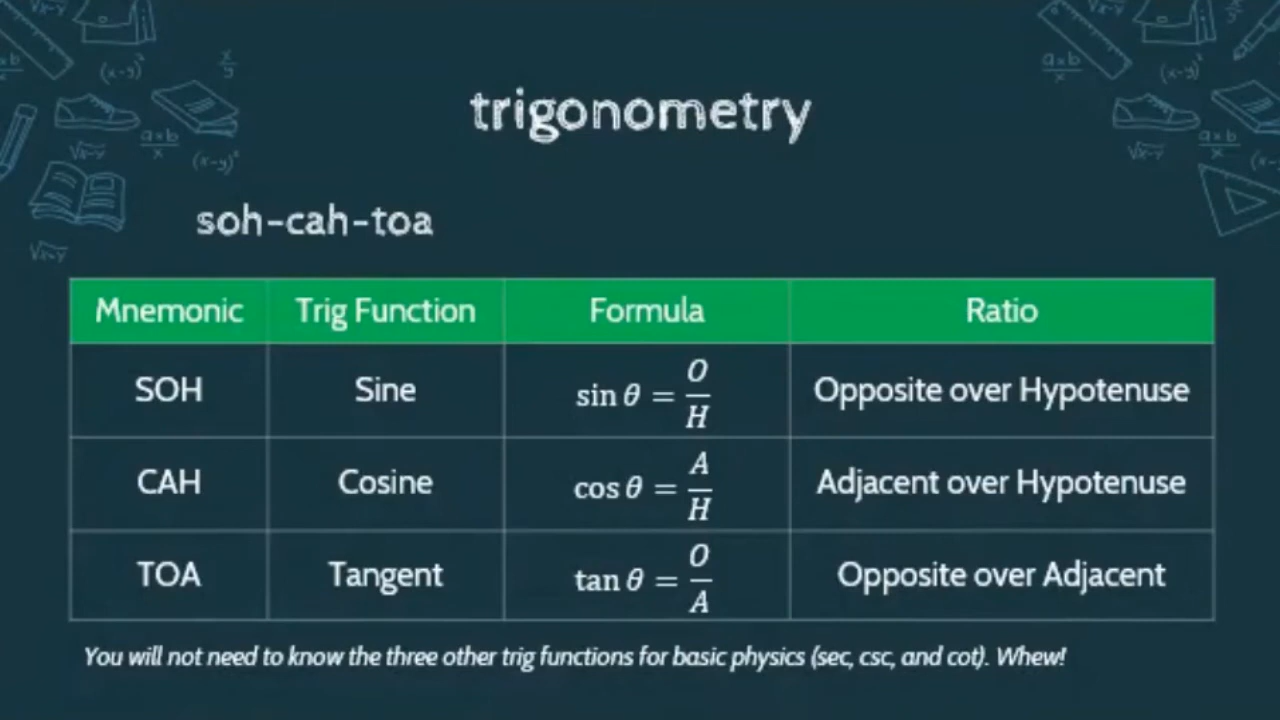 trigonometry
soh-cah-toa
Mnemonic Trig Function Formula Ratio
SOH Sine sin θ = O/H Opposite over Hypotenuse
CAH Cosine cos θ = A/H Adjacent over Hypotenuse
TOA Tangent tan θ = O/A Opposite over Adjacent
You will not need to know the three other trig functions for basic physics (sec, csc, and cot). Whew!